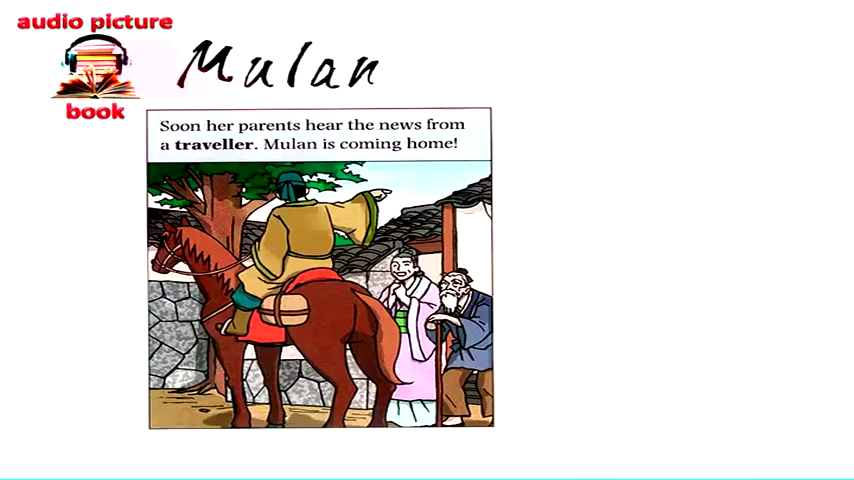 audio picture
book
Mulan
Soon her parents hear the news from
a traveller. Mulan is coming home!